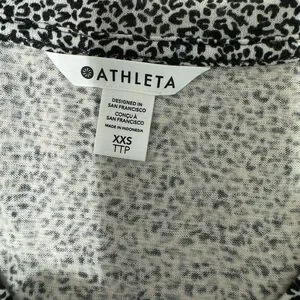 ATHLETA
DESIGNED IN
SAN FRANCISCO
CONÇU À
SAN FRANCISCO
MADE IN INDONESIA
XXS
TTP